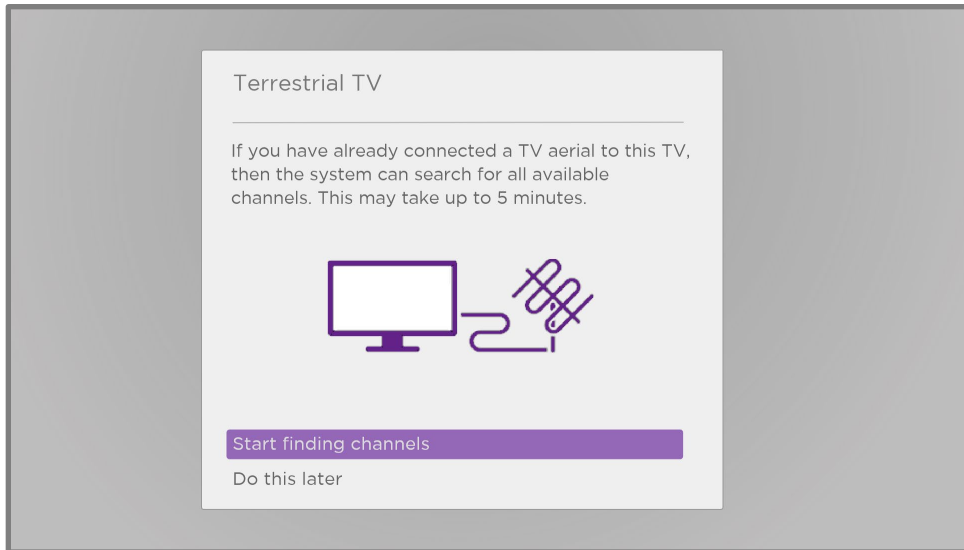 Terrestrial TV
If you have already connected a TV aerial to this TV,
then the system can search for all available
channels. This may take up to 5 minutes.
Start finding channels
Do this later